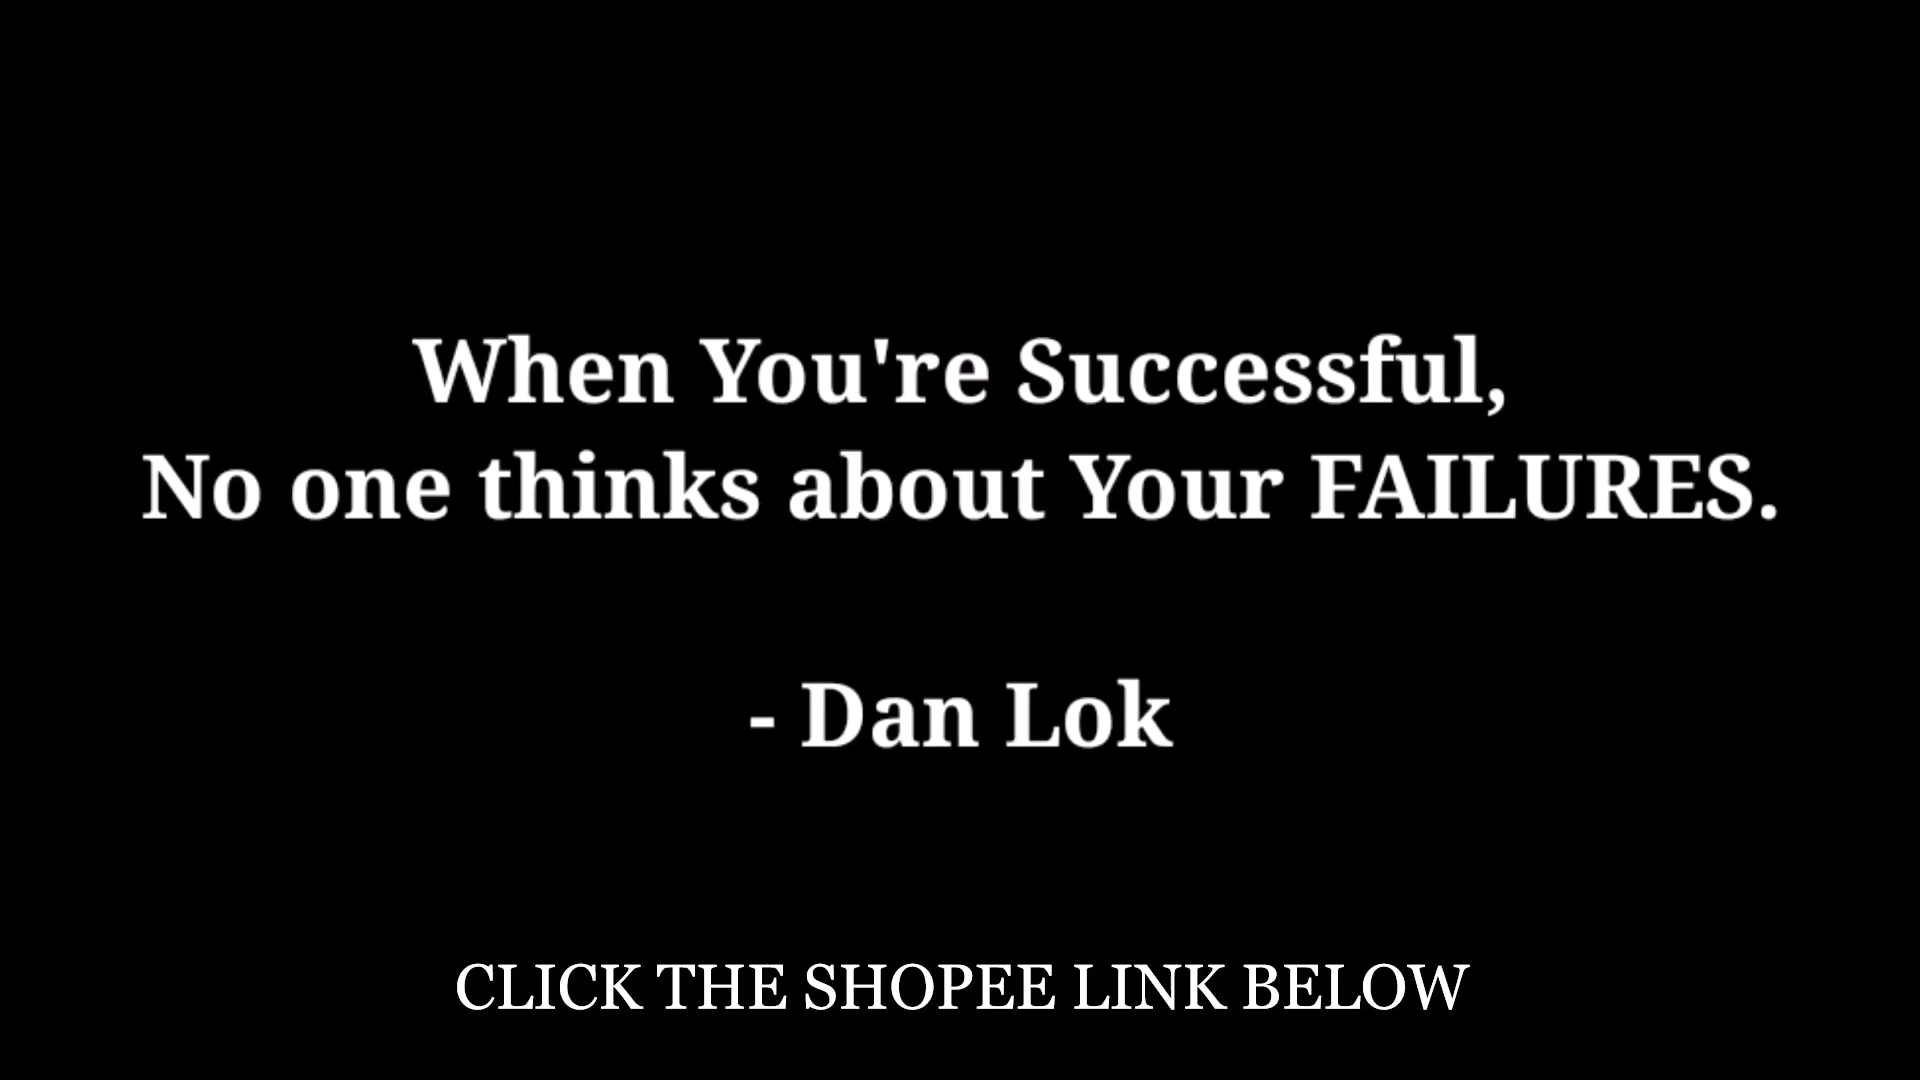 When You're Successful,
No one thinks about Your FAILURES.
- Dan Lok
CLICK THE SHOPEE LINK BELOW